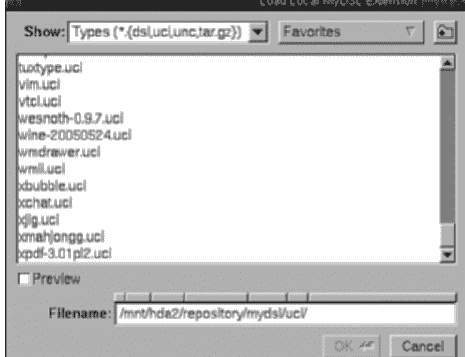 Load Local MyDSL Extension
Show: Types (*.{dsl,uci,unc,tar.gz}) Favorites
tuxtype.uci
vim.uci
vtcl.uci
wesnoth-0.9.7.uci
wine-20050524.uci
wmdrawer.uci
wmii.uci
xbubble.uci
xchat.uci
xjig.uci
xmahjongg.uci
xpdf-3.01pl2.uci
Preview
Filename: /mnt/hda2/repository/mydsl/uci/
OK Cancel